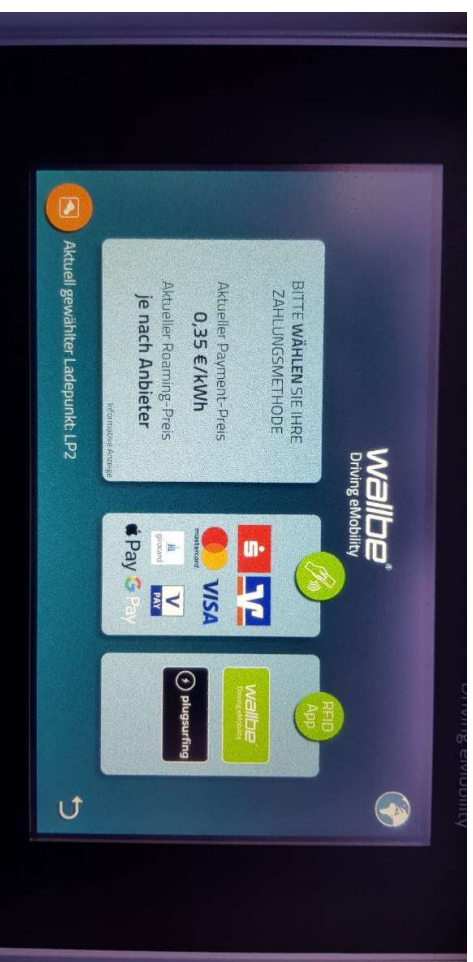 Driving eMobility
wallbe®
Driving eMobility
BITTE WÄHLEN SIE IHRE
ZAHLUNGSMETHODE
Aktueller Payment-Preis
0,35 €/kWh
Aktueller Roaming-Preis
je nach Anbieter
Informative Anzeige
mastercard
VISA
girocard
V
PAY
Pay
G Pay
RFID
App
wallbe
Driving eMobility
plugsurfing
Aktuell gewählter Ladepunkt: LP2